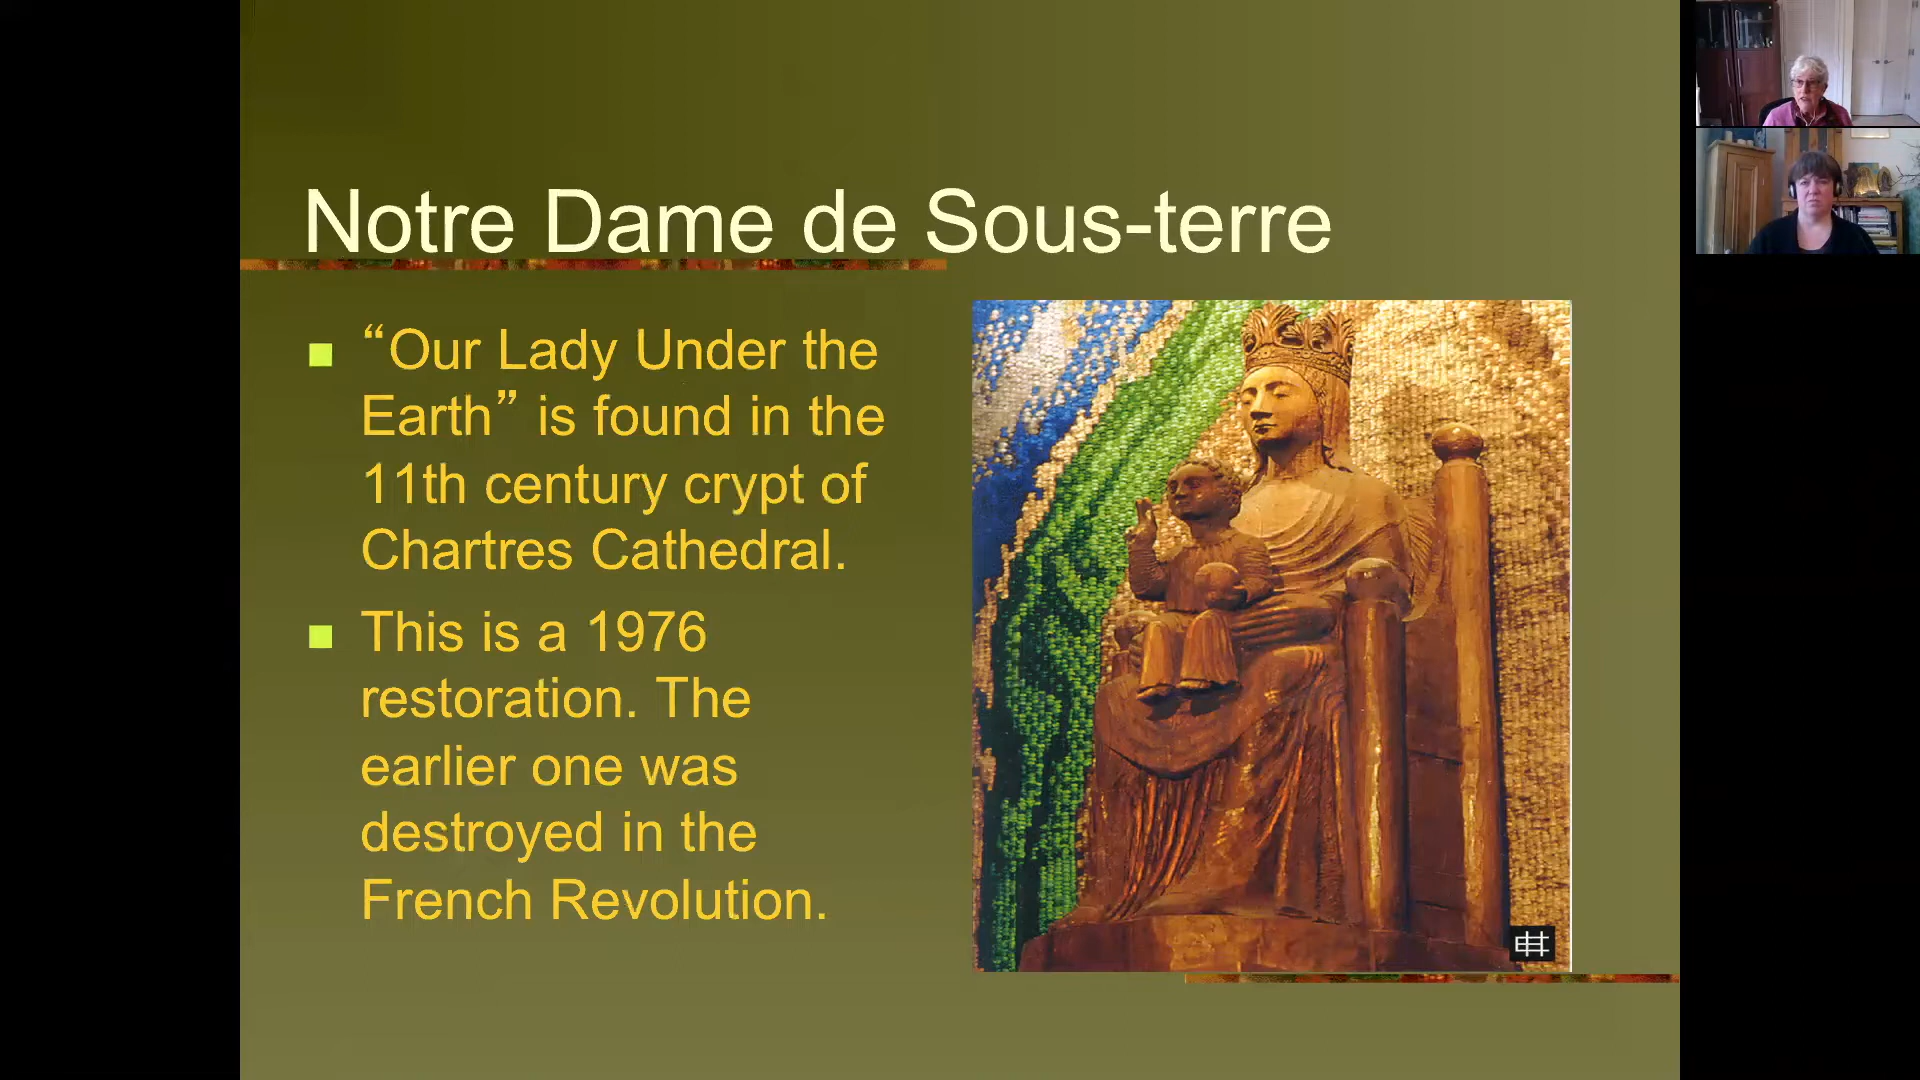 Notre Dame de Sous-terre
“Our Lady Under the
Earth” is found in the
11th century crypt of
Chartres Cathedral.
This is a 1976
restoration. The
earlier one was
destroyed in the
French Revolution.